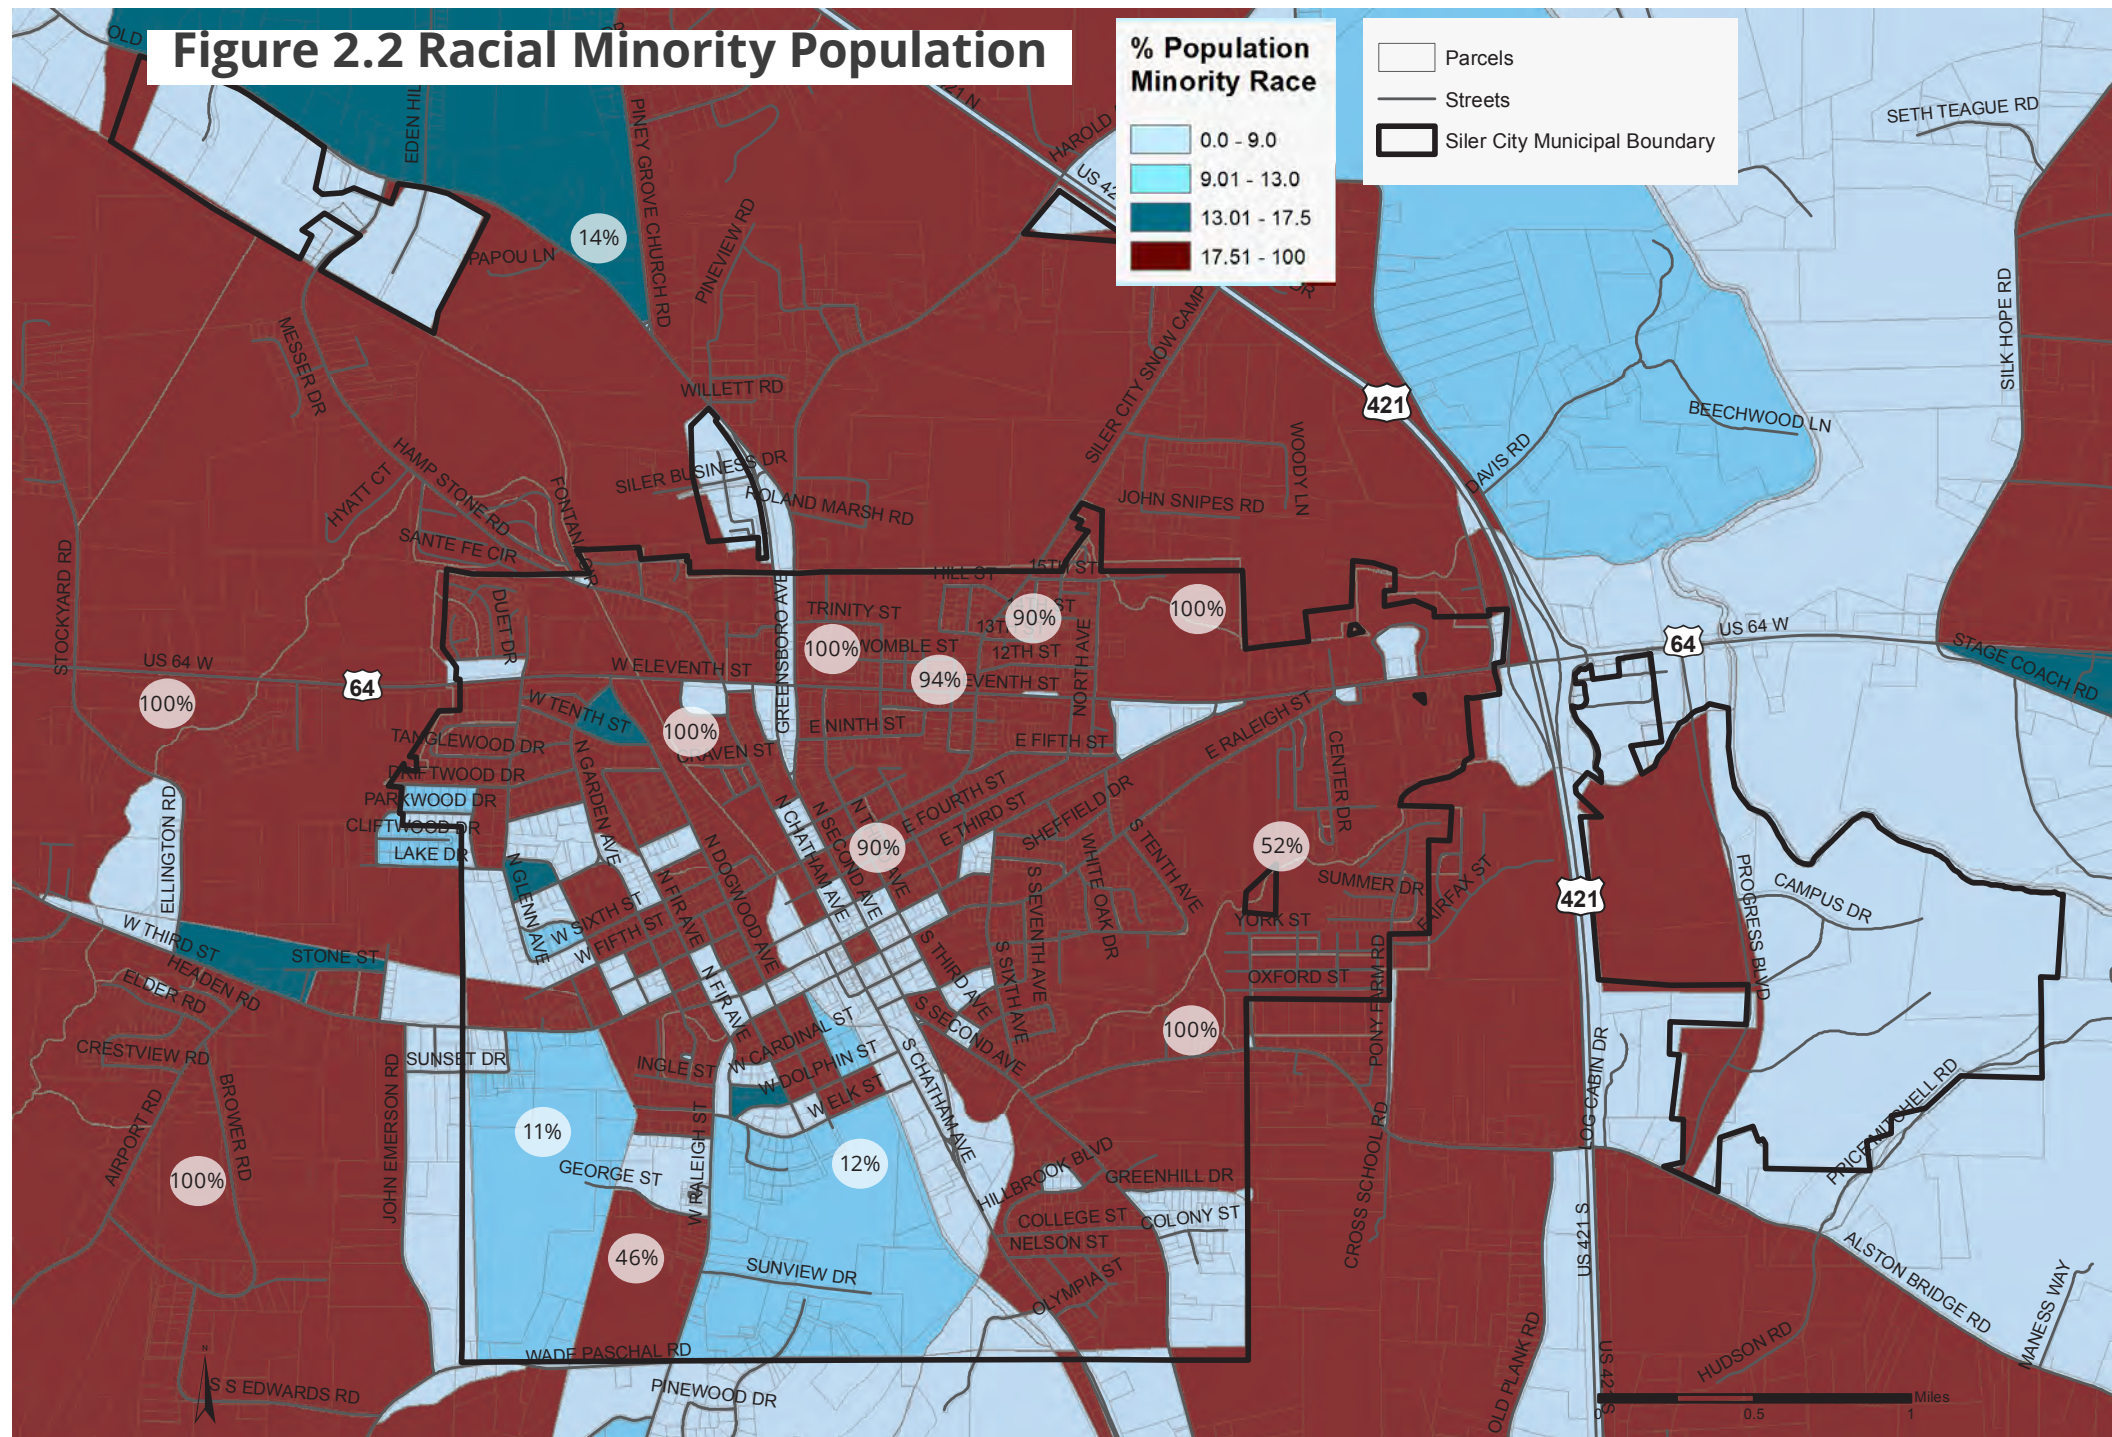 Figure 2.2 Racial Minority Population
% Population
Minority Race
0.0 - 9.0
9.01 - 13.0
13.01 - 17.5
17.51 - 100
Parcels
Streets
Siler City Municipal Boundary
OLD
EDEN HIL
PINEY GROVE CHURCH RD
PINEVIEW RD
21 N
HAROLD
US 42
SETH TEAGUE RD
14%
PAPOU LN
SILK HOPE RD
MESSER DR
WILLETT RD
SILER CITY SNOW CAMP
DR
421
BEECHWOOD LN
DAVIS RD
WOODY LN
HAMP STONE RD
HYATT CT
SILER BUSINESS DR
ROLAND MARSH RD
JOHN SNIPES RD
SANTE FE CIR
STOCKYARD RD
HILL ST
15TH ST
DUET DR
GREENSBORO AVE
TRINITY ST
90%
100%
13TH
100%
WOMBLE ST
12TH ST
NORTH AVE
64
US 64 W
STAGE COACH RD
US 64 W
64
W ELEVENTH ST
94%
EVENTH ST
100%
W TENTH ST
100%
CRAVEN ST
E NINTH ST
E FIFTH ST
E RALEIGH ST
CENTER DR
TANGLEWOOD DR
DRIFTWOOD DR
PARKWOOD DR
CLIFTWOOD DR
LAKE DR
N GARDEN AVE
ELLINGTON RD
N GLENN AVE
N CHATHAM AVE
N SECOND AVE
90%
E FOURTH ST
E THIRD ST
SHEFFIELD DR
S TENTH AVE
WHITE OAK DR
52%
SUMMER DR
FAIRFAX ST
YORK ST
OXFORD ST
PONY FARM RD
421
PROGRESS BLVD
CAMPUS DR
W SIXTH ST
W FIFTH ST
N FIR AVE
N DOGWOOD AVE
S SEVENTH AVE
S SIXTH AVE
S THIRD AVE
S SECOND AVE
W THIRD ST
STONE ST
HEADEN RD
ELDER RD
CRESTVIEW RD
AIRPORT RD
BROWER RD
JOHN EMERSON RD
SUNSET DR
N FIR AVE
INGLE ST
W CARDINAL ST
W DOLPHIN ST
W ELK ST
S CHATHAM AVE
100%
LOG CABIN DR
PRICE MITCHELL RD
11%
12%
GEORGE ST
W RALEIGH ST
HILLBROOK BLVD
GREENHILL DR
COLLEGE ST
COLONY ST
NELSON ST
OLYMPIA ST
CROSS SCHOOL RD
US 421 S
100%
46%
SUNVIEW DR
ALSTON BRIDGE RD
MANESS WAY
HUDSON RD
OLD PLANK RD
US 421 S
WADE PASCHAL RD
PINEWOOD DR
S S EDWARDS RD
N
Miles
0
0.5
1